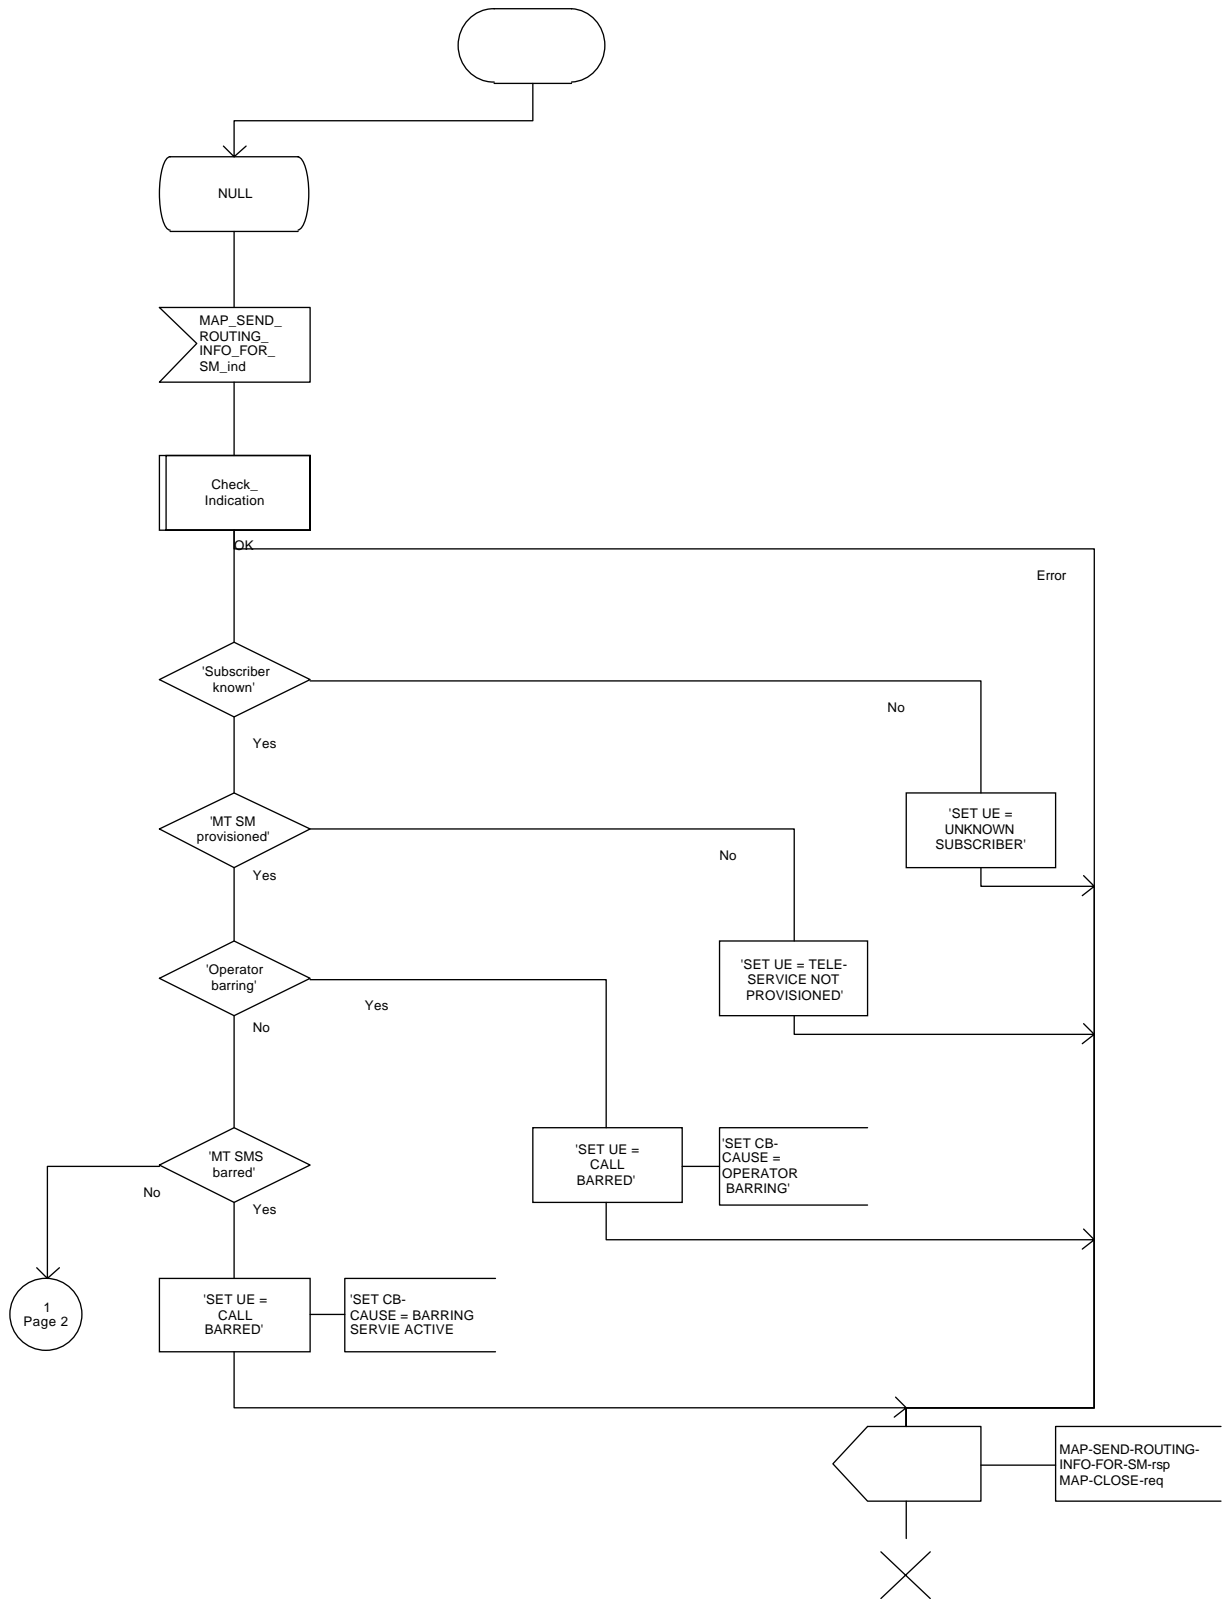 NULL
MAP_SEND_
ROUTING_
INFO_FOR_
SM_ind
Check_
Indication
OK
Error
'Subscriber
known'
No
Yes
'MT SM
provisioned'
No
Yes
'SET UE =
UNKNOWN
SUBSCRIBER'
'Operator
barring'
Yes
No
'SET UE = TELE-
SERVICE NOT
PROVISIONED'
'MT SMS
barred'
No
Yes
'SET UE =
CALL
BARRED'
'SET CB-
CAUSE =
OPERATOR
BARRING'
1
Page 2
'SET UE =
CALL
BARRED'
'SET CB-
CAUSE = BARRING
SERVIE ACTIVE
MAP-SEND-ROUTING-
INFO-FOR-SM-rsp
MAP-CLOSE-req